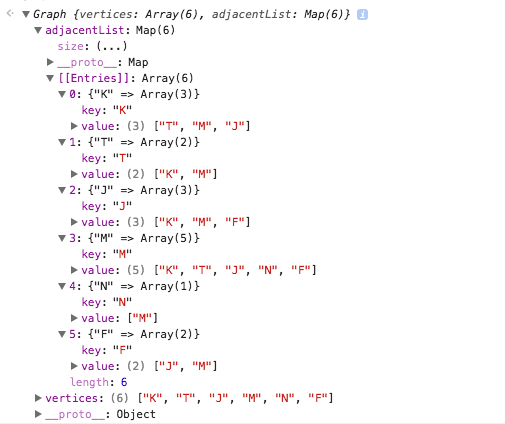 Graph {vertices: Array(6), adjacentList: Map(6)} i
adjacentList: Map(6)
size: (...)
__proto__: Map
[[Entries]]: Array(6)
0: {"K" => Array(3)}
key: "K"
value: (3) ["T", "M", "J"]
1: {"T" => Array(2)}
key: "T"
value: (2) ["K", "M"]
2: {"J" => Array(3)}
key: "J"
value: (3) ["K", "M", "F"]
3: {"M" => Array(5)}
key: "M"
value: (5) ["K", "T", "J", "N", "F"]
4: {"N" => Array(1)}
key: "N"
value: ["M"]
5: {"F" => Array(2)}
key: "F"
value: (2) ["J", "M"]
length: 6
vertices: (6) ["K", "T", "J", "M", "N", "F"]
__proto__: Object